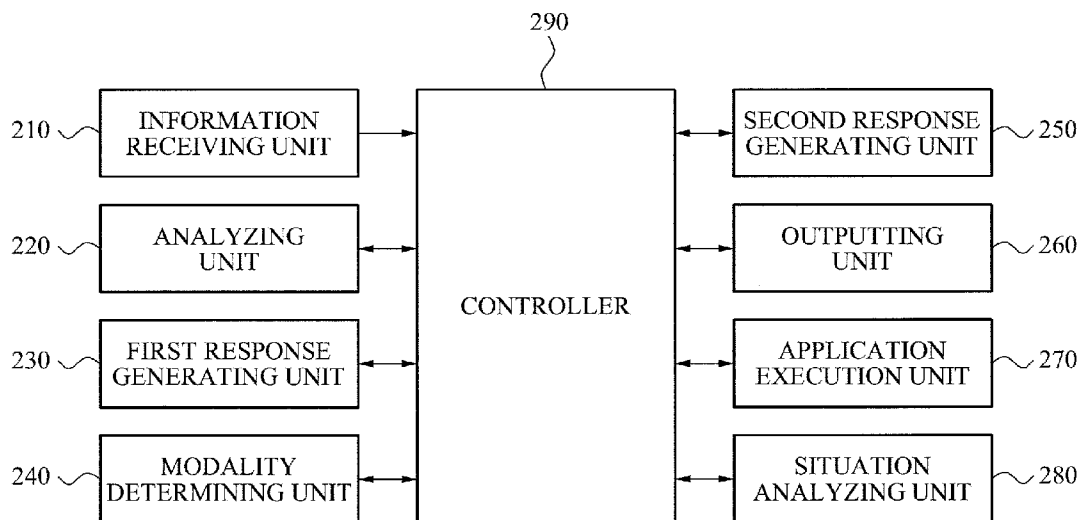 290
210
INFORMATION
RECEIVING UNIT
220
ANALYZING
UNIT
230
FIRST RESPONSE
GENERATING UNIT
240
MODALITY
DETERMINING UNIT
CONTROLLER
SECOND RESPONSE
GENERATING UNIT
250
OUTPUTTING
UNIT
260
APPLICATION
EXECUTION UNIT
270
SITUATION
ANALYZING UNIT
280